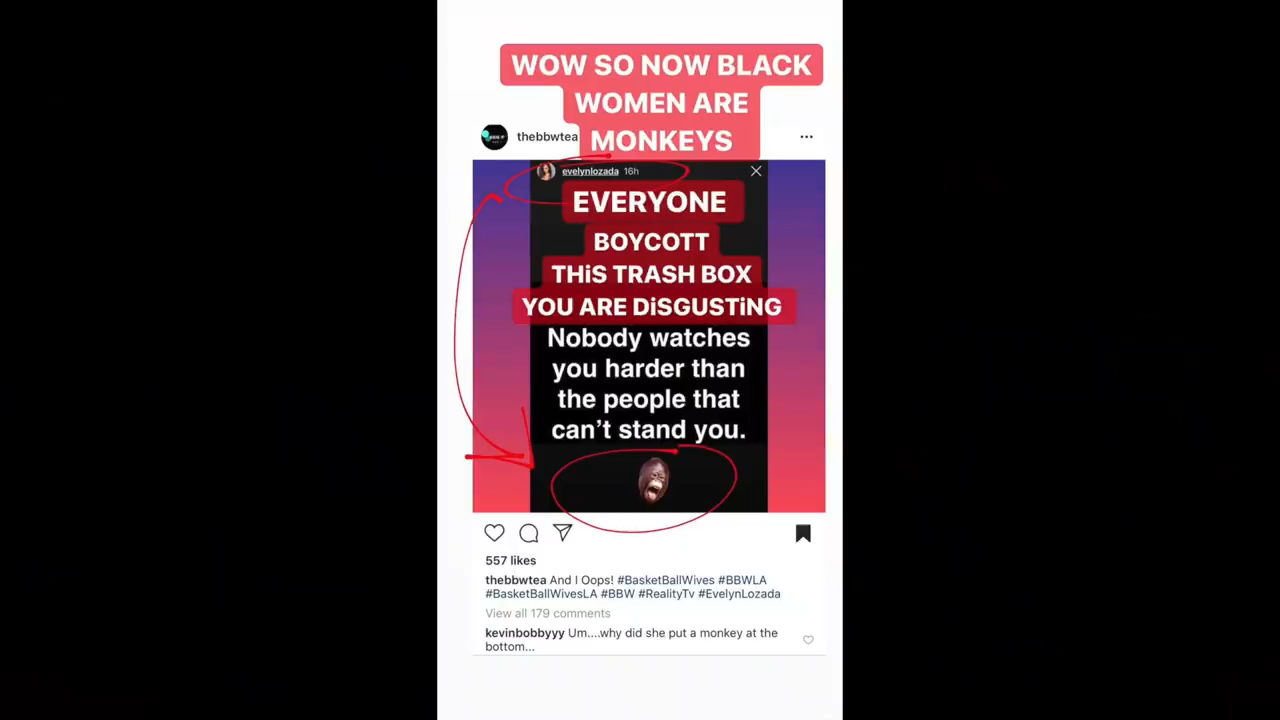 WOW SO NOW BLACK
WOMEN ARE
MONKEYS
thebbwtea
evelynlozada 16h
EVERYONE
BOYCOTT
THiS TRASH BOX
YOU ARE DiSGUSTiNG
Nobody watches
you harder than
the people that
can't stand you.
557 likes
thebbwtea And I Oops! #BasketBallWives #BBWLA
#BasketBallWivesLA #BBW #RealityTv #EvelynLozada
View all 179 comments
kevinbobbyyy Um....why did she put a monkey at the
bottom...